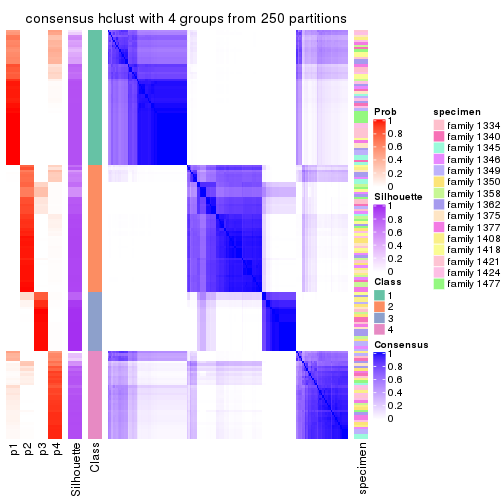 consensus hclust with 4 groups from 250 partitions
Prob
1
0.8
0.6
0.4
0.2
0
Silhouette
1
0.8
0.6
0.4
0.2
0
Class
1
2
3
4
Consensus
1
0.8
0.6
0.4
0.2
0
specimen
family 1334
family 1340
family 1345
family 1346
family 1349
family 1350
family 1358
family 1362
family 1375
family 1377
family 1408
family 1418
family 1421
family 1424
family 1477
p1
p2
p3
p4
Silhouette
Class
specimen